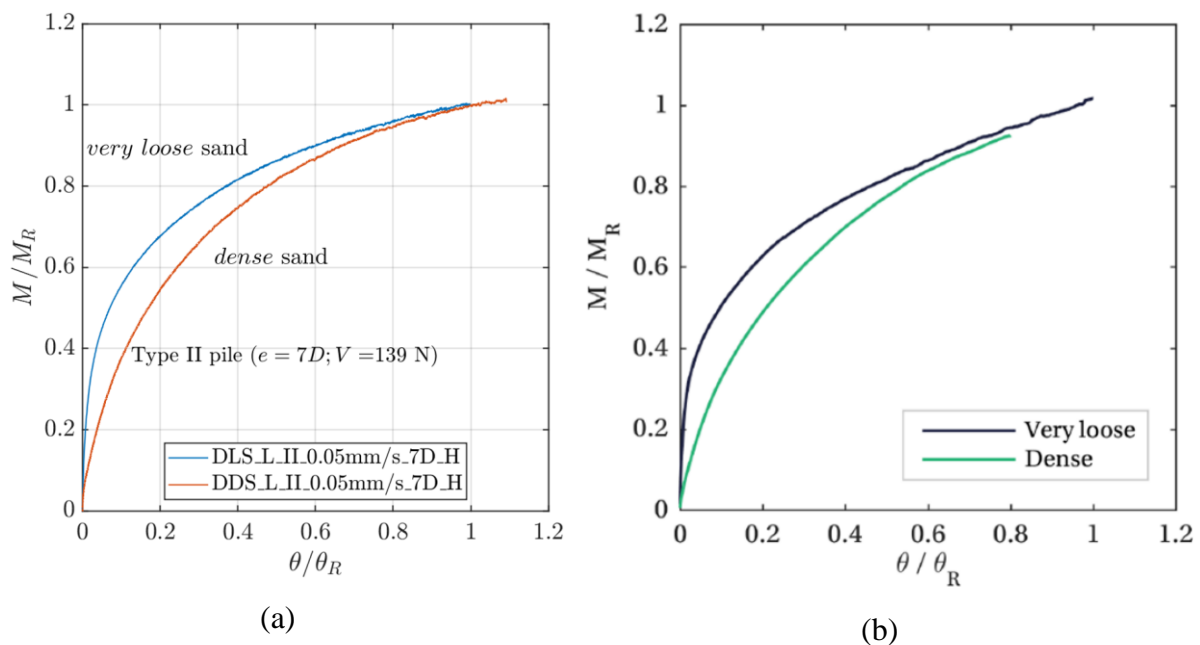 1.2
1
0.8
0.6
0.4
0.2
0
M/M_R
very loose sand
dense sand
Type II pile (e = 7D; V =139 N)
DLS_L_II_0.05mm/s_7D_H
DDS_L_II_0.05mm/s_7D_H
0 0.2 0.4 0.6 0.8 1 1.2
θ/θ_R
(a)
1.2
1
0.8
0.6
0.4
0.2
0
M / M_R
Very loose
Dense
0 0.2 0.4 0.6 0.8 1 1.2
θ / θ_R
(b)